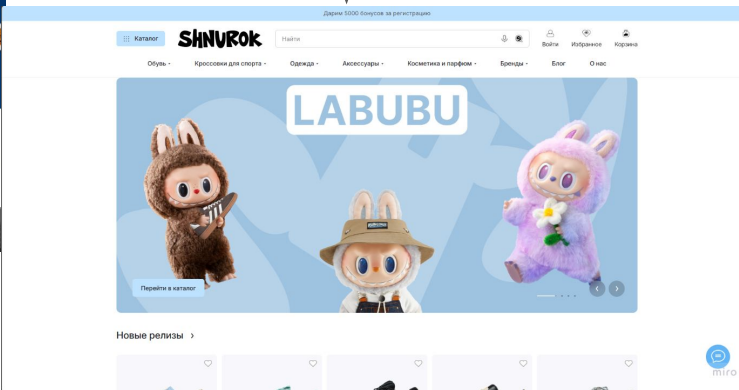 Дарим 5000 бонусов за регистрацию
Каталог
SHNUROK
Найти
Войти
Избранное
Корзина
Обувь
Кроссовки для спорта
Одежда
Аксессуары
Косметика и парфюм
Бренды
Блог
О нас
LABUBU
Перейти в каталог
Новые релизы
miro